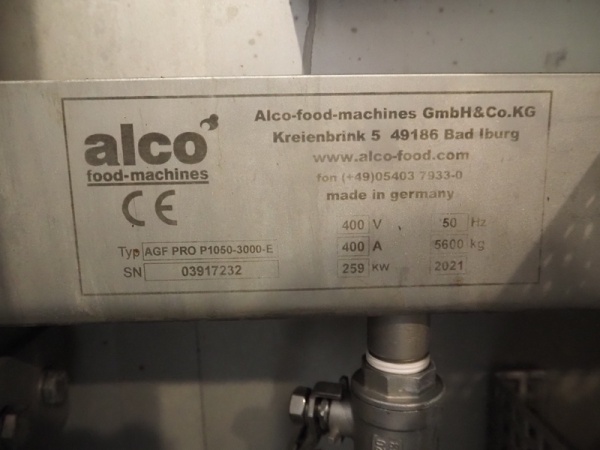 alco
food-machines
CE
Alco-food-machines GmbH&Co.KG
Kreienbrink 5 49186 Bad Iburg
www.alco-food.com
fon (+49)05403 7933-0
made in germany
400 V 50 Hz
Typ AGF PRO P1050-3000-E 400 A 5600 kg
SN 03917232 259 KW 2021